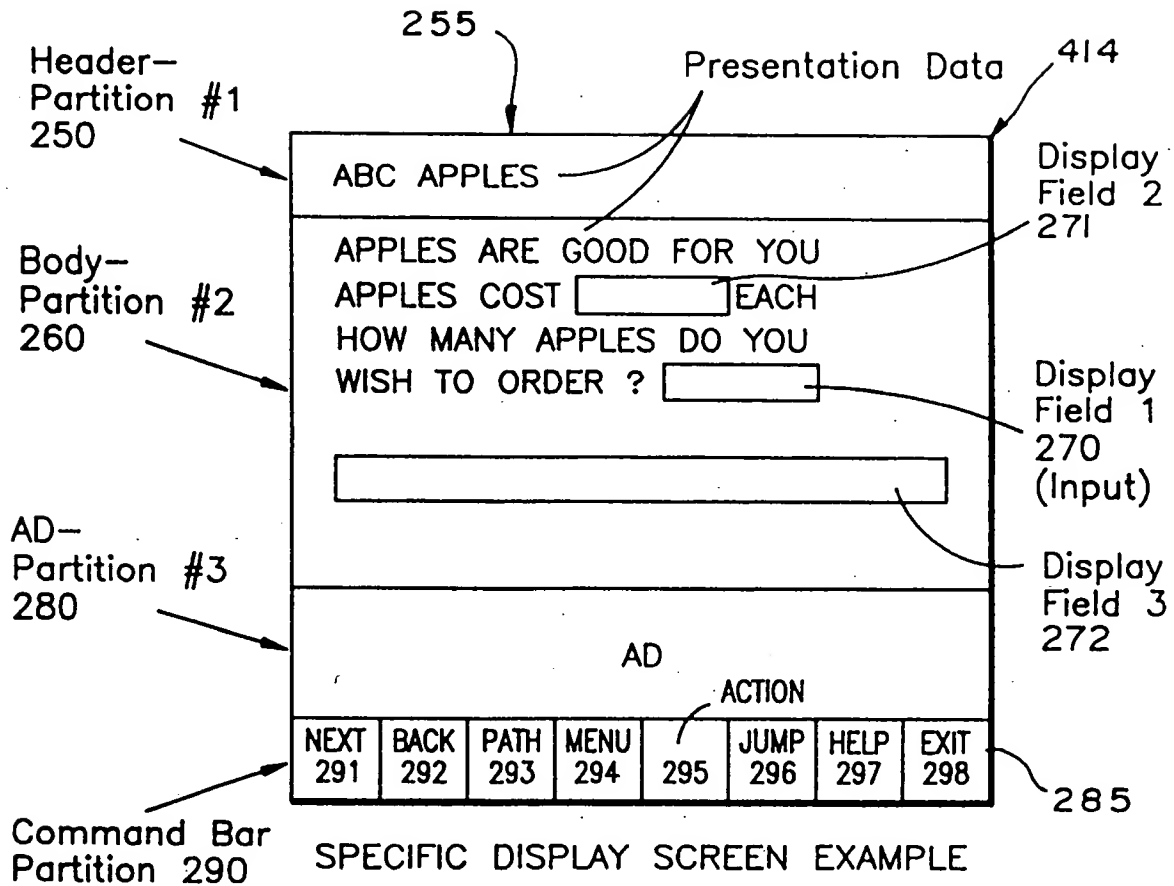 255
414
Header–
Partition #1
250
Presentation Data
ABC APPLES
Display
Field 2
271
Body–
Partition #2
260
APPLES ARE GOOD FOR YOU
APPLES COST EACH
HOW MANY APPLES DO YOU
WISH TO ORDER ?
Display
Field 1
270
(Input)
AD–
Partition #3
280
Display
Field 3
272
AD
ACTION
NEXT BACK PATH MENU JUMP HELP EXIT
291 292 293 294 295 296 297 298
285
Command Bar
Partition 290
SPECIFIC DISPLAY SCREEN EXAMPLE